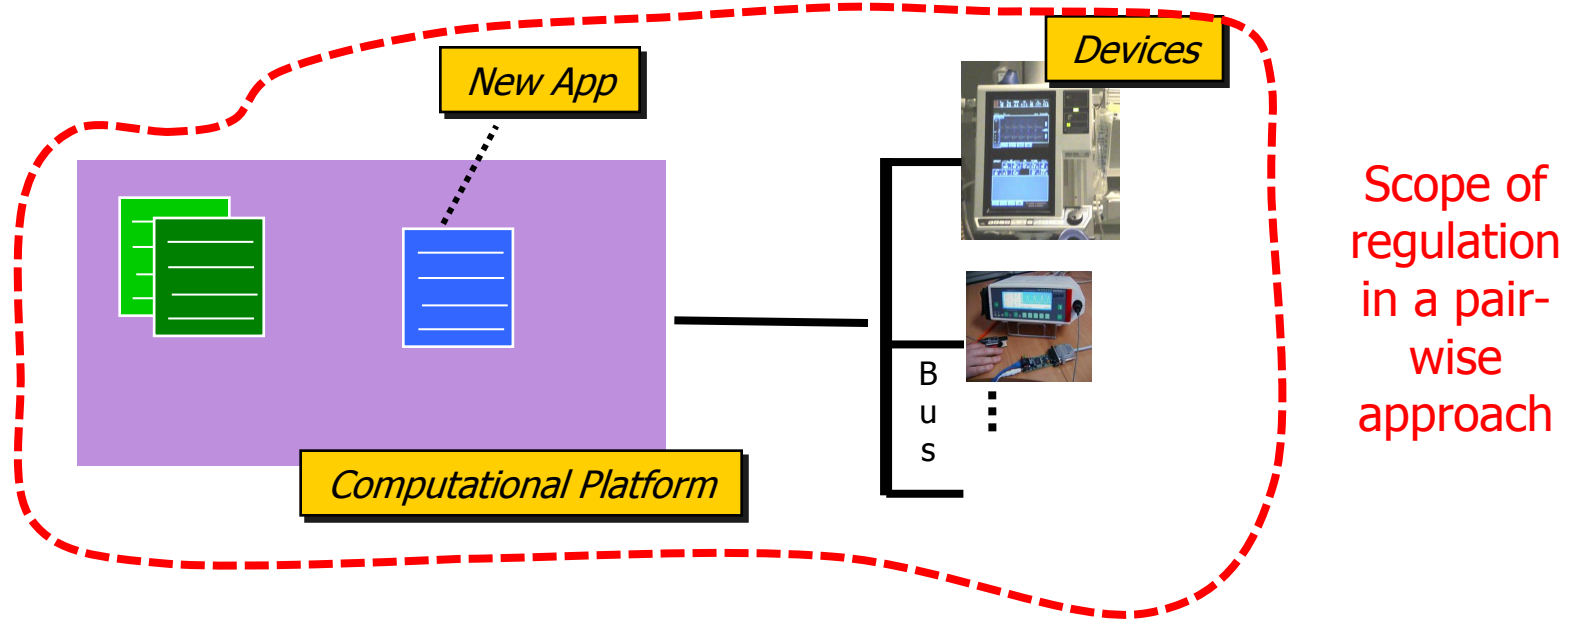 New App
Devices
Scope of
regulation
in a pair-
wise
approach
B
u
s
Computational Platform